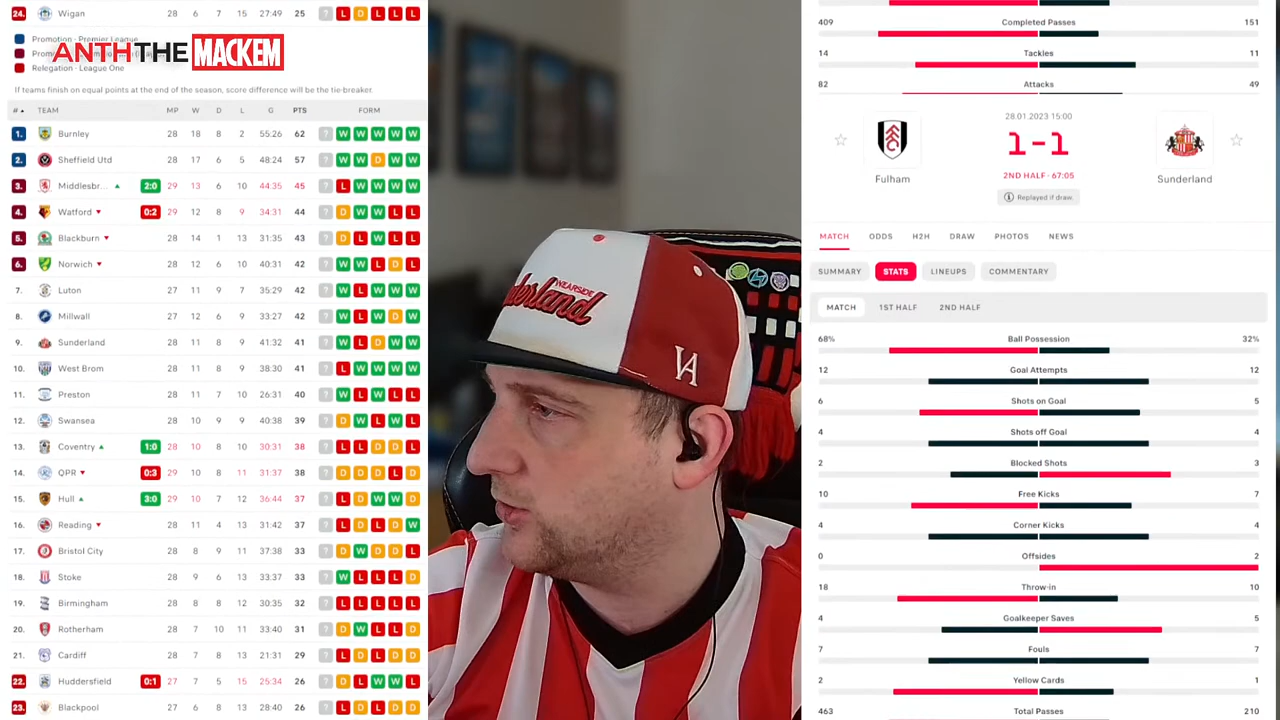 24. Wigan 28 6 7 15 27:49 25 ? L D L L L
Promotion - Premier League
Relegation - League One
ANTHTHEMACKEM
If teams finish on equal points at the end of the season, score difference will be the tie-breaker.
# TEAM MP W D L G PTS FORM
1. Burnley 28 18 8 2 55:26 62 ? W W W W W
2. Sheffield Utd 28 17 6 5 48:24 57 ? W W D W W
3. Middlesbr... 2:0 29 13 6 10 44:35 45 ? L W W W W
4. Watford 0:2 29 12 8 9 34:31 44 ? D W W L L
5. Blackburn 28 14 1 13 31:35 43 ? D L W L L
6. Norwich 28 12 6 10 40:31 42 ? W W L D L
7. Luton 27 11 9 7 35:29 42 ? W L W W W
8. Millwall 27 12 6 9 33:27 42 ? W L W D W
9. Sunderland 28 11 8 9 41:32 41 ? W L D W W
10. West Brom 28 11 8 9 38:30 41 ? L W W W L
11. Preston 28 11 7 10 26:31 40 ? W L W L L
12. Swansea 28 10 9 9 40:38 39 ? D W L W L
13. Coventry 1:0 28 10 8 10 30:31 38 ? L L D D L
14. QPR 0:3 29 10 8 11 31:37 38 ? D D D L D
15. Hull 3:0 29 10 7 12 36:44 37 ? L D W W D
16. Reading 28 11 4 13 31:42 37 ? L D L D W
17. Bristol City 28 8 9 11 37:38 33 ? D W D D L
18. Stoke 28 9 6 13 33:37 33 ? W L L L D
19. Birmingham 28 8 8 12 30:35 32 ? L L L L L
20. Rotherham 28 7 10 11 33:40 31 ? D W L L D
21. Cardiff 28 7 8 13 21:31 29 ? L D L D L
22. Huddersfield 0:1 27 7 5 15 25:34 26 ? D L W W L
23. Blackpool 27 6 8 13 28:40 26 ? L D L D D
WEARSIDE
409 Completed Passes 151
14 Tackles 11
82 Attacks 49
28.01.2023 15:00
1-1
Fulham Sunderland
2ND HALF - 67:05
Replayed if draw.
MATCH ODDS H2H DRAW PHOTOS NEWS
SUMMARY STATS LINEUPS COMMENTARY
MATCH 1ST HALF 2ND HALF
68% Ball Possession 32%
12 Goal Attempts 12
6 Shots on Goal 5
4 Shots off Goal 4
2 Blocked Shots 3
10 Free Kicks 7
4 Corner Kicks 4
0 Offsides 2
18 Throw-in 10
4 Goalkeeper Saves 5
7 Fouls 7
2 Yellow Cards 1
463 Total Passes 210